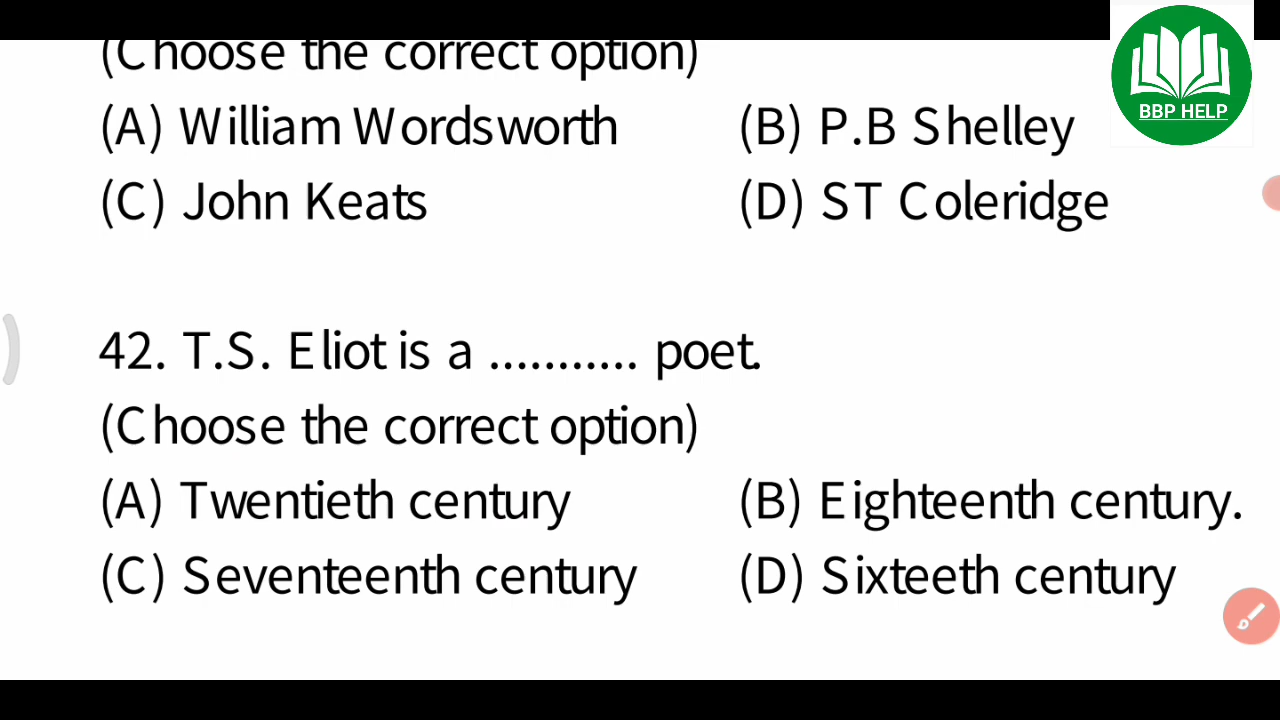 (Choose the correct option)
(A) William Wordsworth (B) P.B Shelley
BBP HELP
(C) John Keats (D) ST Coleridge
42. T.S. Eliot is a ........... poet.
(Choose the correct option)
(A) Twentieth century (B) Eighteenth century.
(C) Seventeenth century (D) Sixteeth century